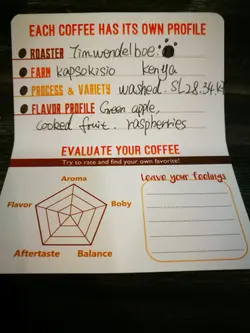 EACH COFFEE HAS ITS OWN PROFILE
ROASTER Timwendelboe
FARM kapsokisio kenya
PROCESS & VARIETY washed. SL28.34.
FLAVOR PROFILE Green apple,
cooked fruit. raspberries
EVALUATE YOUR COFFEE
Try to rate and find your own favorite!
Aroma
Leave your feelings
Flavor
Boby
Aftertaste
Balance